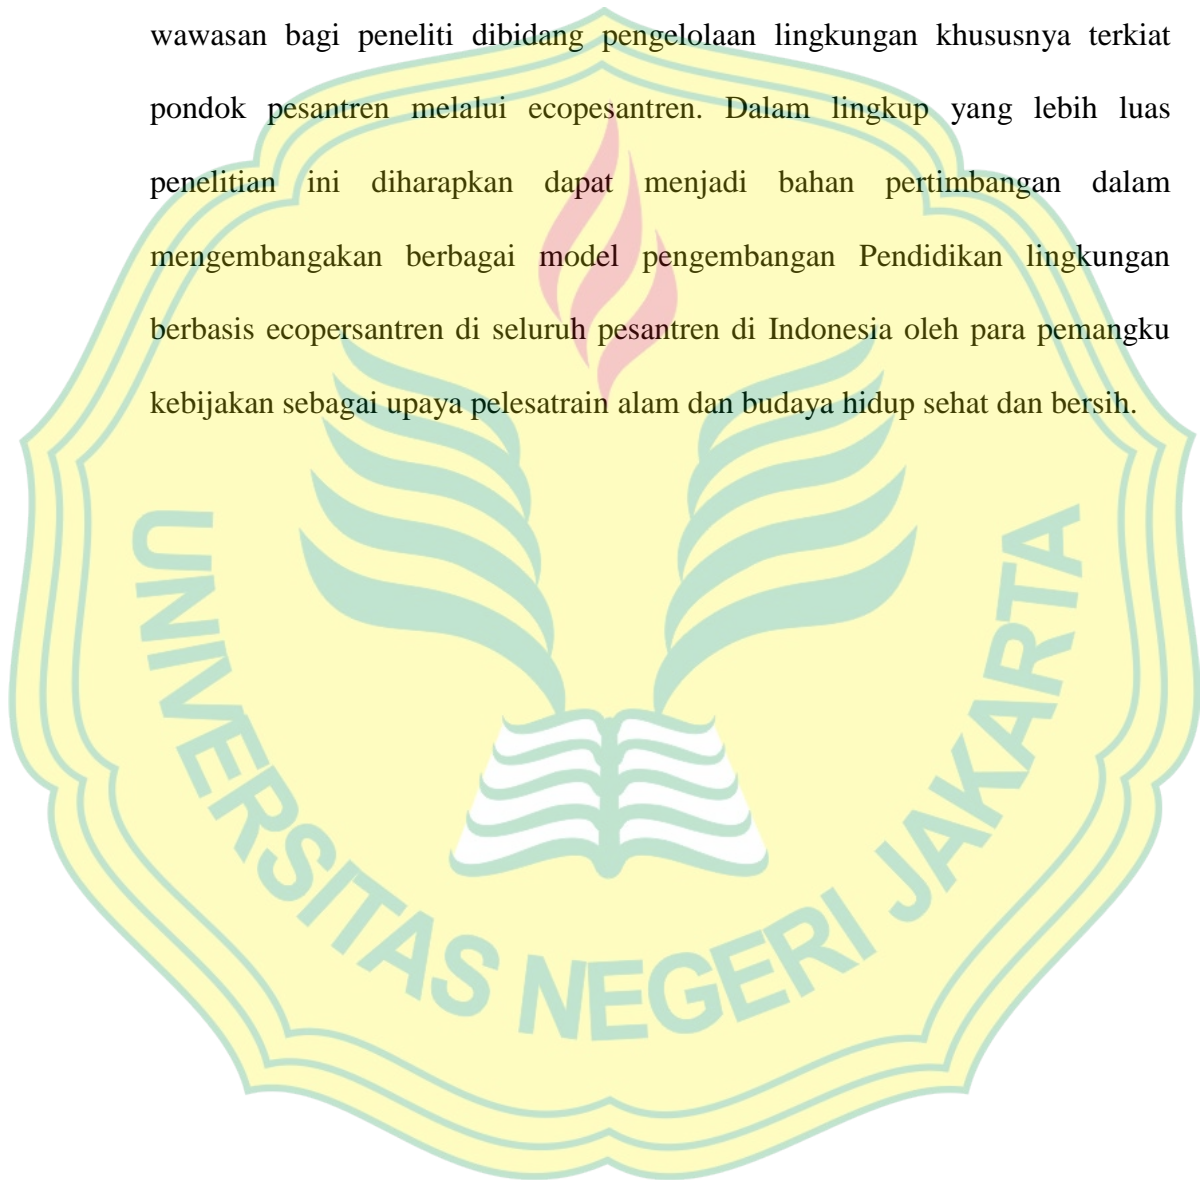 wawasan bagi peneliti dibidang pengelolaan lingkungan khususnya terkiat
pondok pesantren melalui ecopesantren. Dalam lingkup yang lebih luas
penelitian ini diharapkan dapat menjadi bahan pertimbangan dalam
mengembangakan berbagai model pengembangan Pendidikan lingkungan
berbasis ecopersantren di seluruh pesantren di Indonesia oleh para pemangku
kebijakan sebagai upaya pelesatrain alam dan budaya hidup sehat dan bersih.
UNIVERSITAS NEGERI JAKARTA